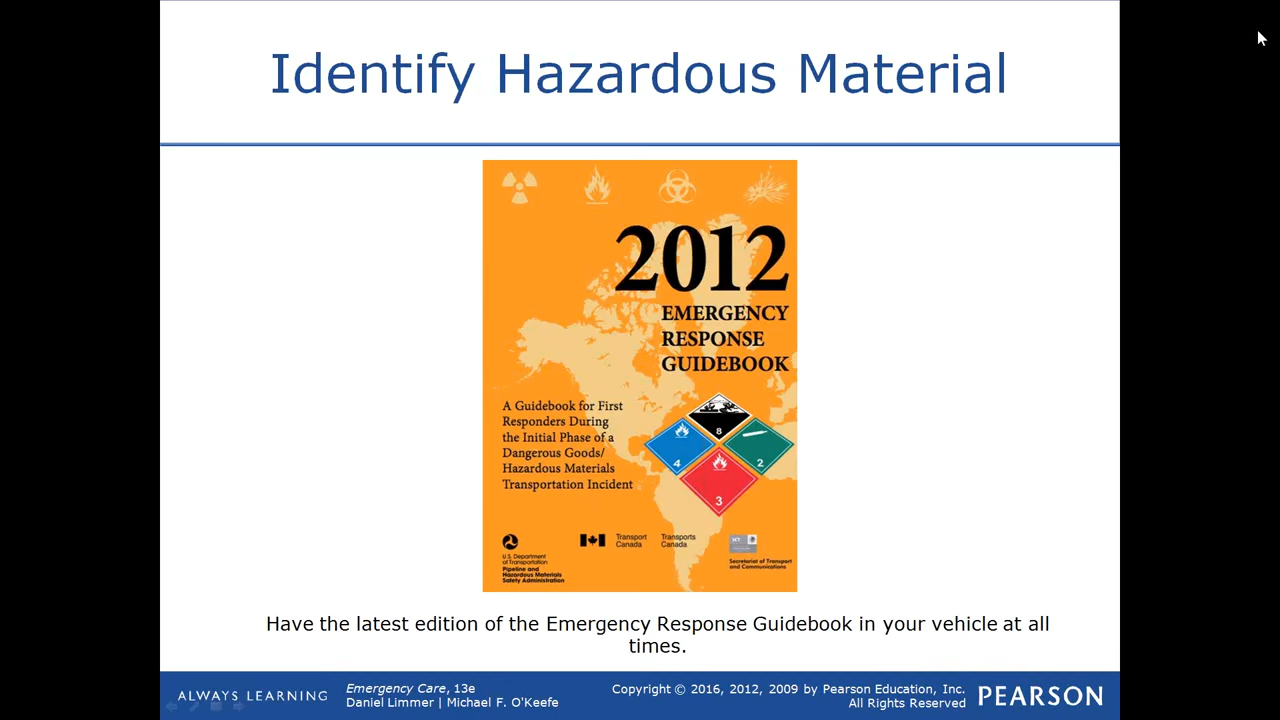 Identify Hazardous Material
2012
EMERGENCY
RESPONSE
GUIDEBOOK
A Guidebook for First
Responders During
the Initial Phase of a
Dangerous Goods/
Hazardous Materials
Transportation Incident
8
4
2
3
U.S. Department
of Transportation
Pipeline and
Hazardous Materials
Safety Administration
Transport
Canada
Transports
Canada
SCT
Secretariat of Transport
and Communications
Have the latest edition of the Emergency Response Guidebook in your vehicle at all
times.
ALWAYS LEARNING
Emergency Care, 13e
Daniel Limmer | Michael F. O'Keefe
Copyright © 2016, 2012, 2009 by Pearson Education, Inc.
All Rights Reserved
PEARSON